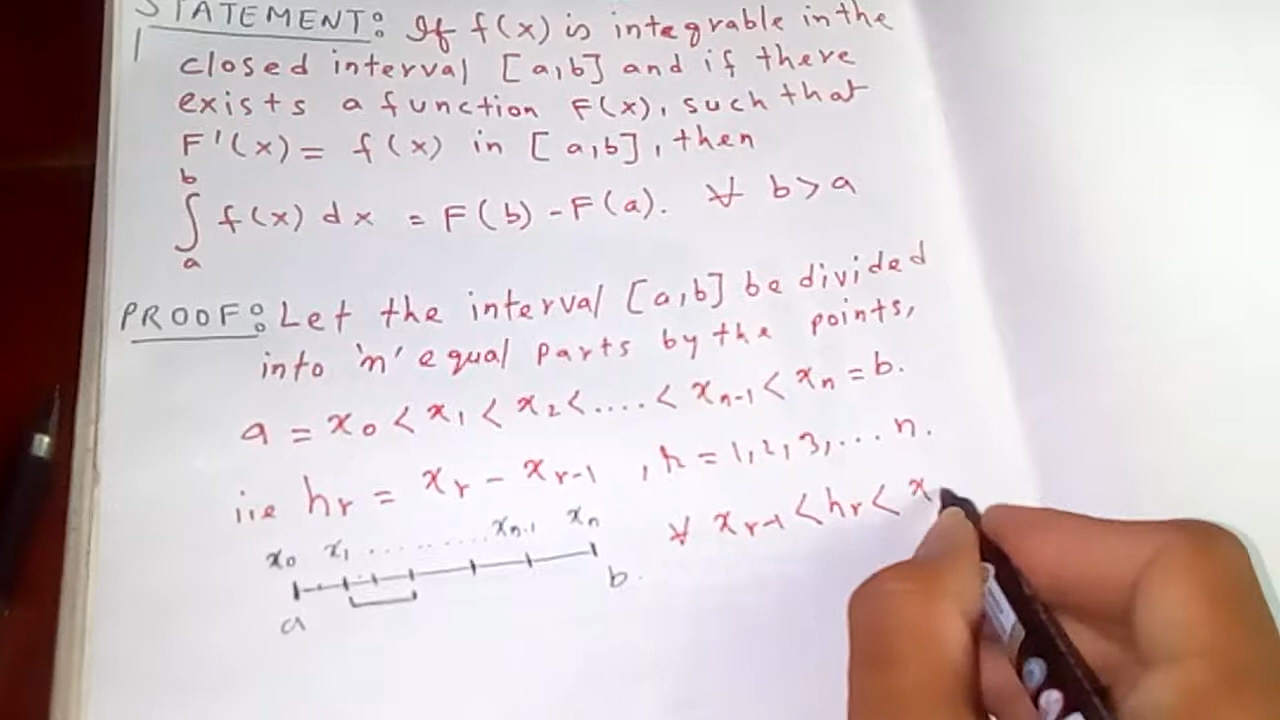 STATEMENT: If f(x) is integrable in the
closed interval [a,b] and if there
exists a function F(x), such that
F'(x) = f(x) in [a,b], then
∫ₐᵇ f(x) dx = F(b) - F(a). ∀ b > a
PROOF: Let the interval [a,b] be divided
into 'n' equal parts by the points,
a = x₀ < x₁ < x₂ < .... < xₙ₋₁ < xₙ = b.
i.e hᵣ = xᵣ - xᵣ₋₁ , r = 1, 2, 3, ... n.
∀ xᵣ₋₁ < hᵣ < x
x₀ x₁ .......... xₙ₋₁ xₙ
a b.